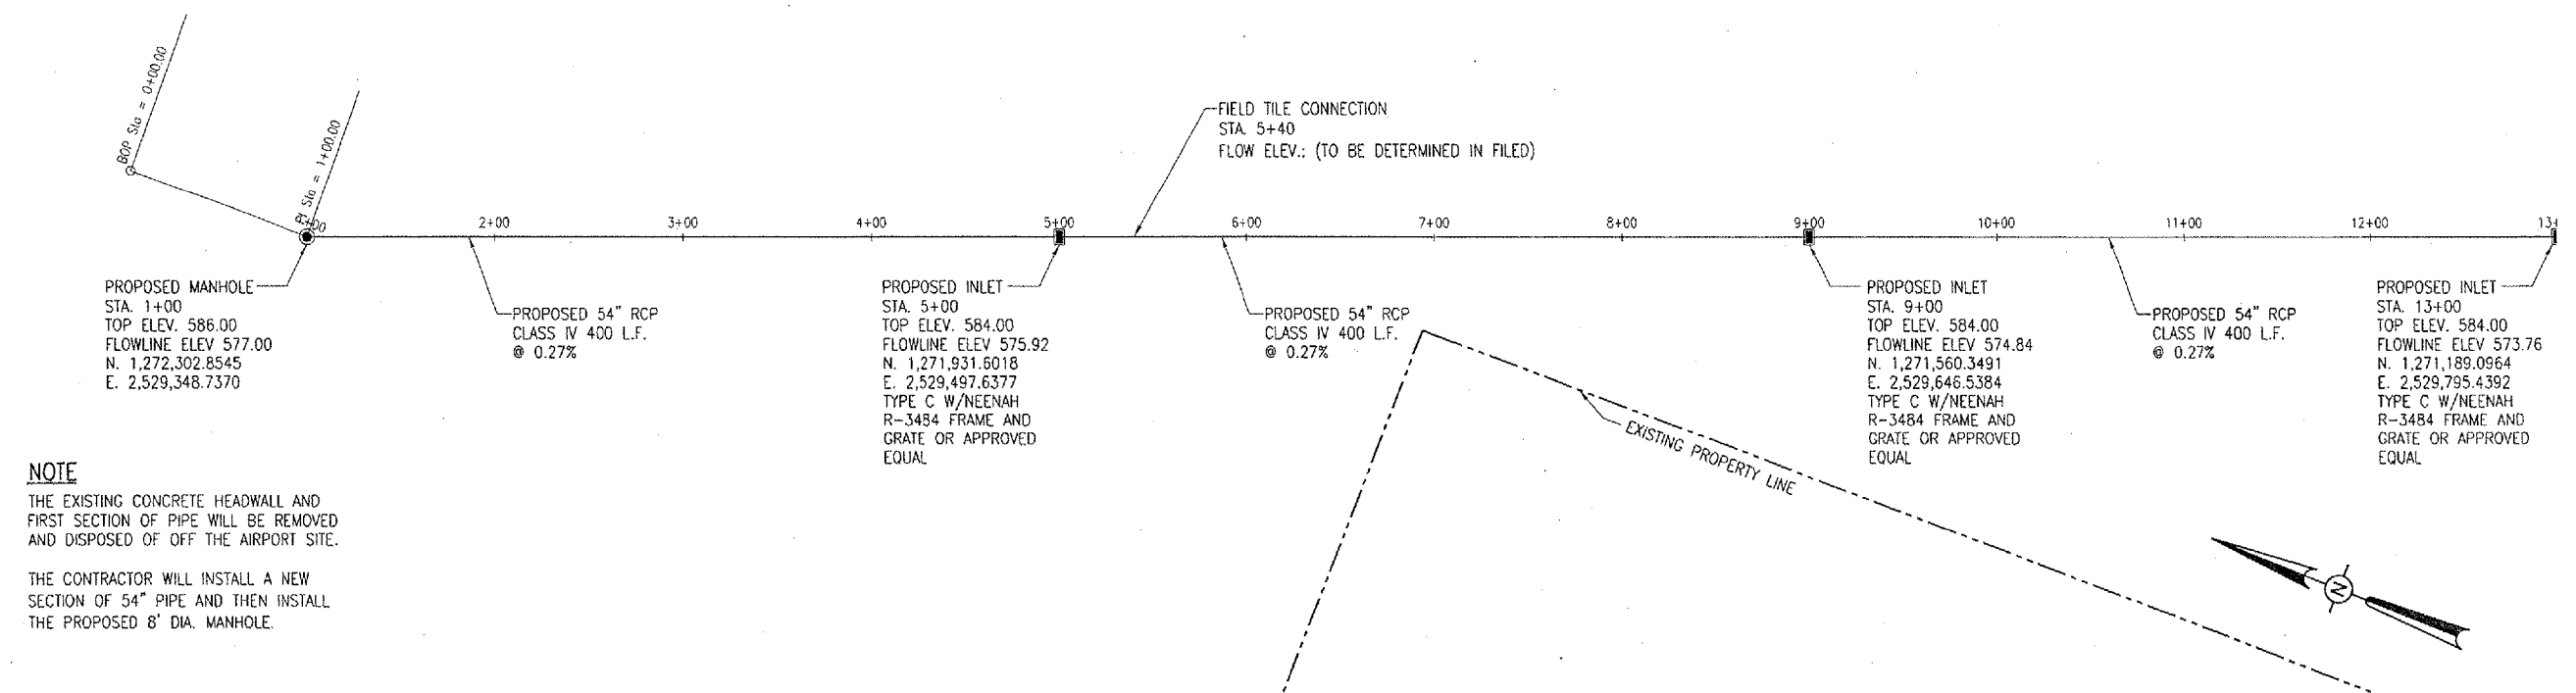 BOP Sta = 0+00.00
PI Sta = 1+00.00
1+00
2+00
3+00
4+00
5+00
6+00
7+00
8+00
9+00
10+00
11+00
12+00
13+
FIELD TILE CONNECTION
STA. 5+40
FLOW ELEV.: (TO BE DETERMINED IN FILED)
PROPOSED MANHOLE
STA. 1+00
TOP ELEV. 586.00
FLOWLINE ELEV 577.00
N. 1,272,302.8545
E. 2,529,348.7370
PROPOSED 54" RCP
CLASS IV 400 L.F.
@ 0.27%
PROPOSED INLET
STA. 5+00
TOP ELEV. 584.00
FLOWLINE ELEV 575.92
N. 1,271,931.6018
E. 2,529,497.6377
TYPE C W/NEENAH
R-3484 FRAME AND
GRATE OR APPROVED
EQUAL
PROPOSED 54" RCP
CLASS IV 400 L.F.
@ 0.27%
PROPOSED INLET
STA. 9+00
TOP ELEV. 584.00
FLOWLINE ELEV 574.84
N. 1,271,560.3491
E. 2,529,646.5384
TYPE C W/NEENAH
R-3484 FRAME AND
GRATE OR APPROVED
EQUAL
PROPOSED 54" RCP
CLASS IV 400 L.F.
@ 0.27%
PROPOSED INLET
STA. 13+00
TOP ELEV. 584.00
FLOWLINE ELEV 573.76
N. 1,271,189.0964
E. 2,529,795.4392
TYPE C W/NEENAH
R-3484 FRAME AND
GRATE OR APPROVED
EQUAL
EXISTING PROPERTY LINE
NOTE
THE EXISTING CONCRETE HEADWALL AND
FIRST SECTION OF PIPE WILL BE REMOVED
AND DISPOSED OF OFF THE AIRPORT SITE.
THE CONTRACTOR WILL INSTALL A NEW
SECTION OF 54" PIPE AND THEN INSTALL
THE PROPOSED 8' DIA. MANHOLE.
N